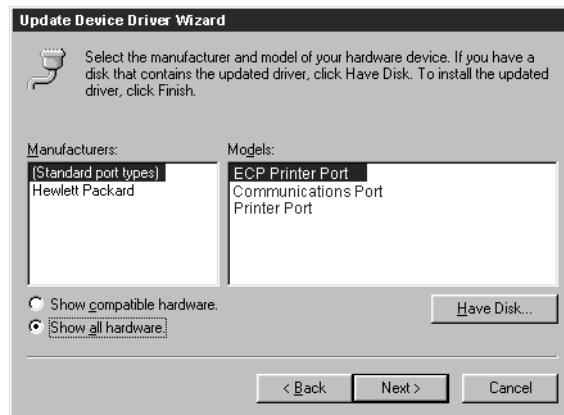 Update Device Driver Wizard
Select the manufacturer and model of your hardware device. If you have a
disk that contains the updated driver, click Have Disk. To install the updated
driver, click Finish.
Manufacturers:
Models:
(Standard port types)
Hewlett Packard
ECP Printer Port
Communications Port
Printer Port
Show compatible hardware.
Show all hardware.
Have Disk...
< Back
Next >
Cancel